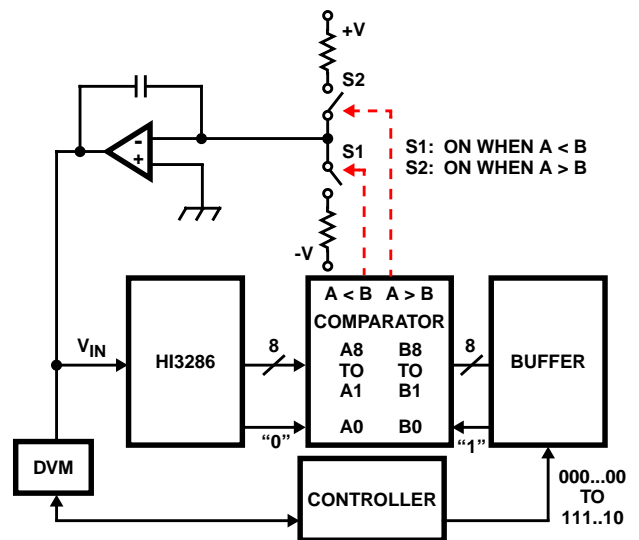 +V
S2
-
+
S1
S1: ON WHEN A < B
S2: ON WHEN A > B
-V
A < B A > B
COMPARATOR
A8 B8
TO TO
A1 B1
A0 B0
VIN
HI3286
8
"0"
8
"1"
BUFFER
DVM
CONTROLLER
000...00
TO
111..10